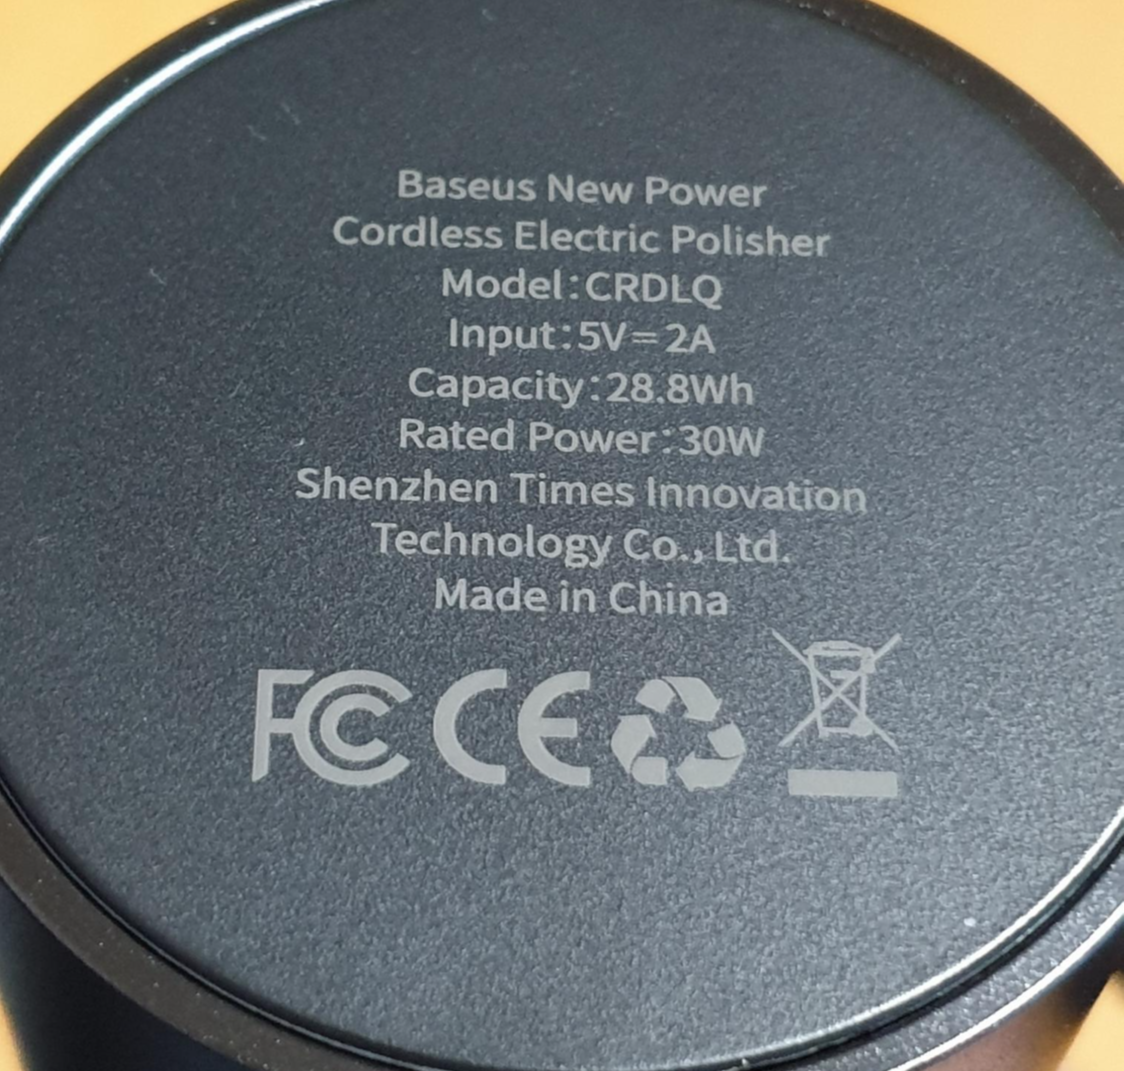 Baseus New Power
Cordless Electric Polisher
Model:CRDLQ
Input:5V=2A
Capacity:28.8Wh
Rated Power:30W
Shenzhen Times Innovation
Technology Co., Ltd.
Made in China
FC CE